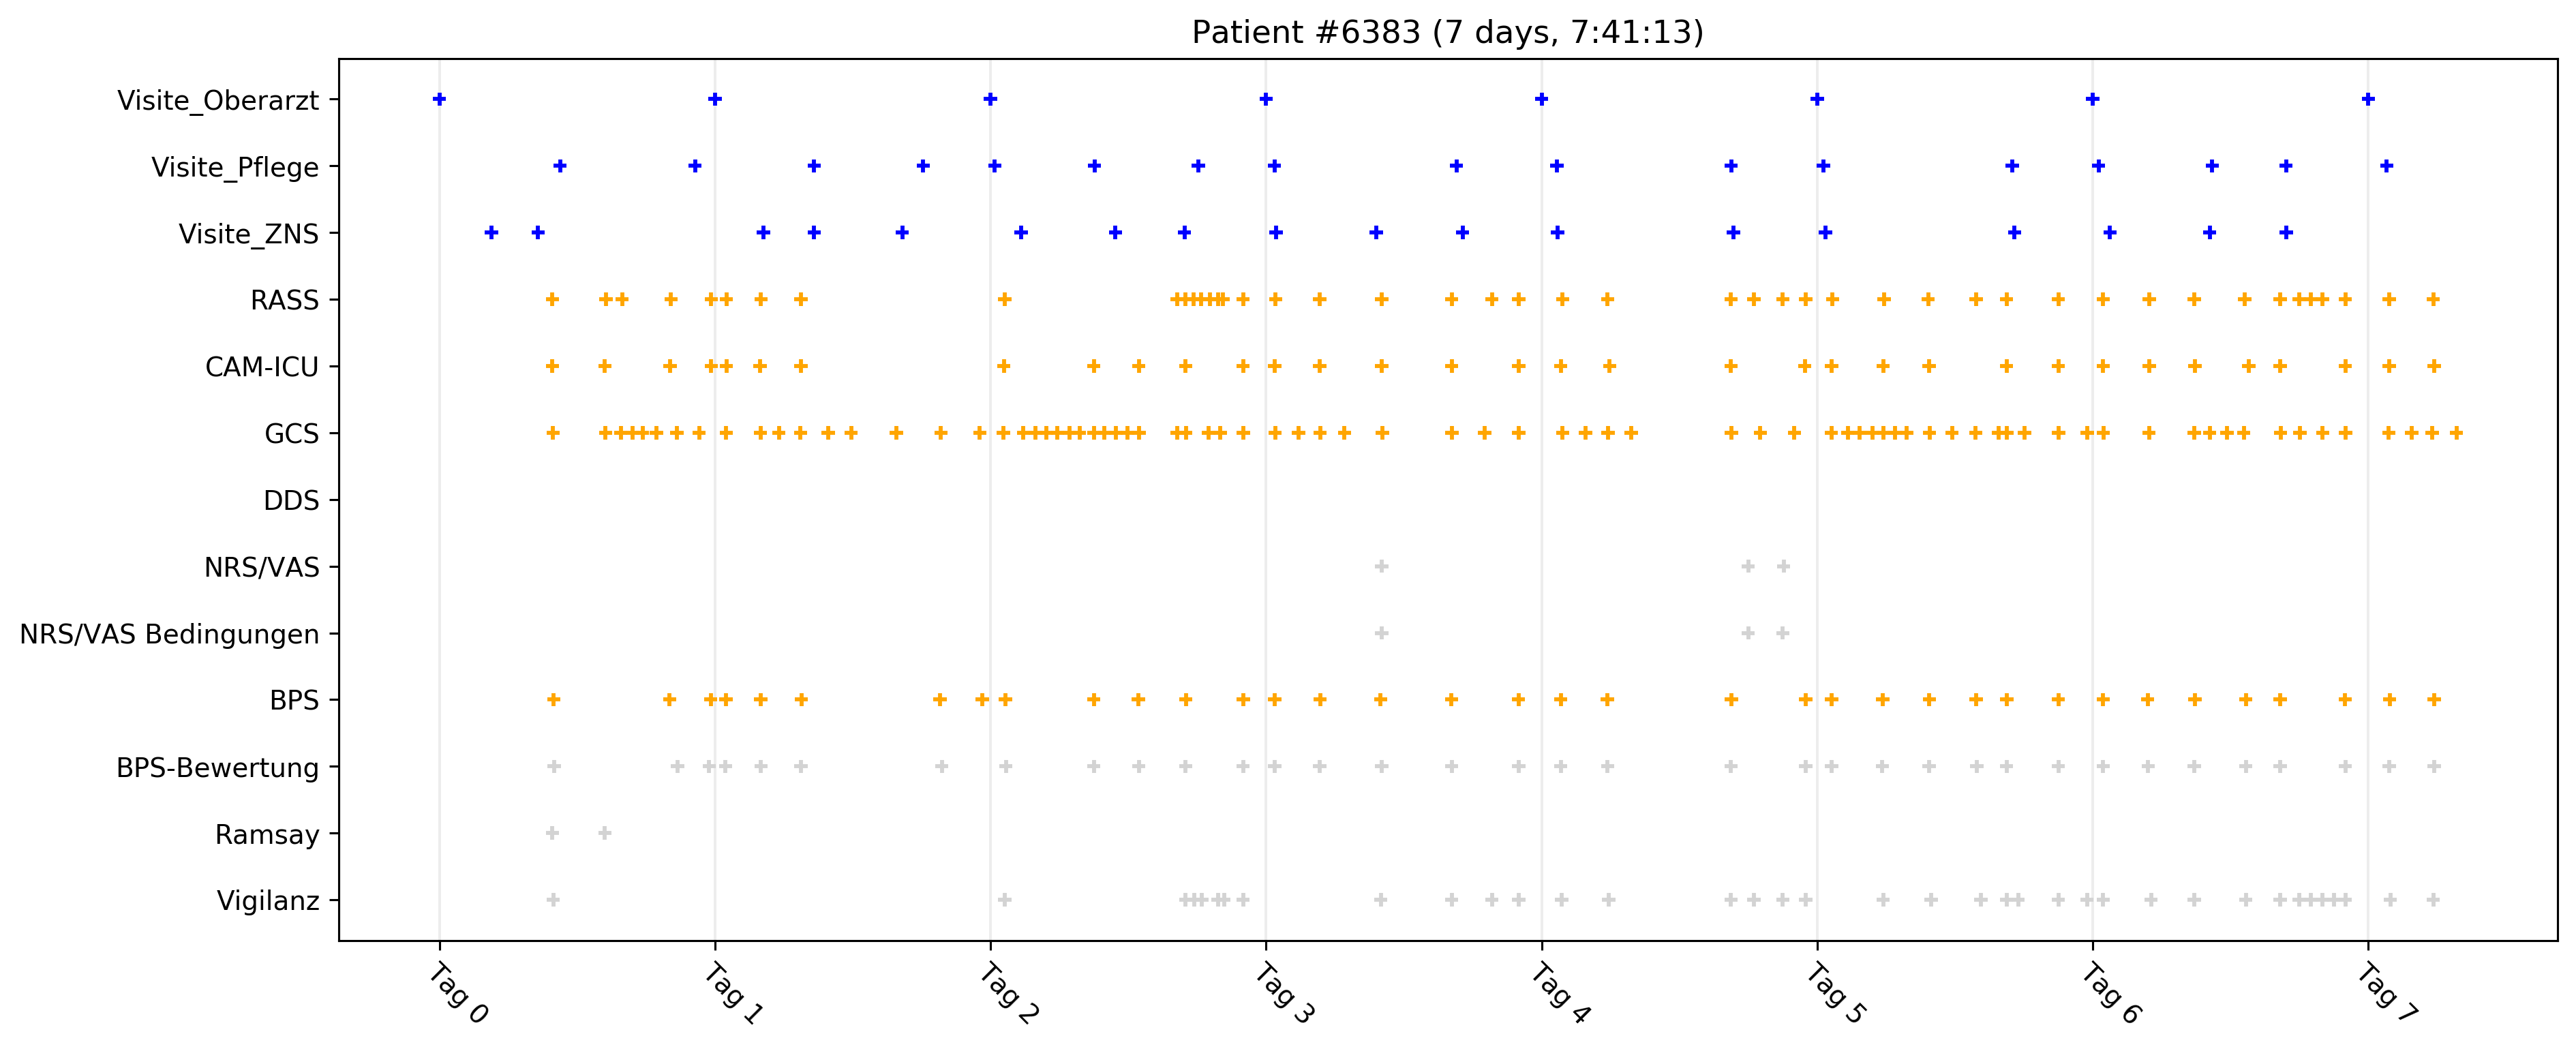 Patient #6383 (7 days, 7:41:13)
Visite_Oberarzt
Visite_Pflege
Visite_ZNS
RASS
CAM-ICU
GCS
DDS
NRS/VAS
NRS/VAS Bedingungen
BPS
BPS-Bewertung
Ramsay
Vigilanz
Tag 0
Tag 1
Tag 2
Tag 3
Tag 4
Tag 5
Tag 6
Tag 7